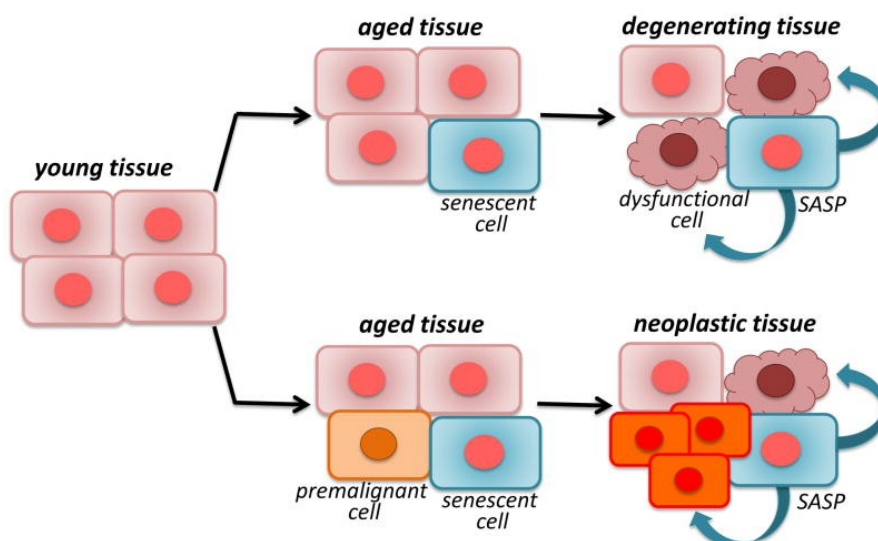 aged tissue
degenerating tissue
young tissue
senescent
cell
dysfunctional
cell
SASP
aged tissue
neoplastic tissue
premalignant
cell
senescent
cell
SASP